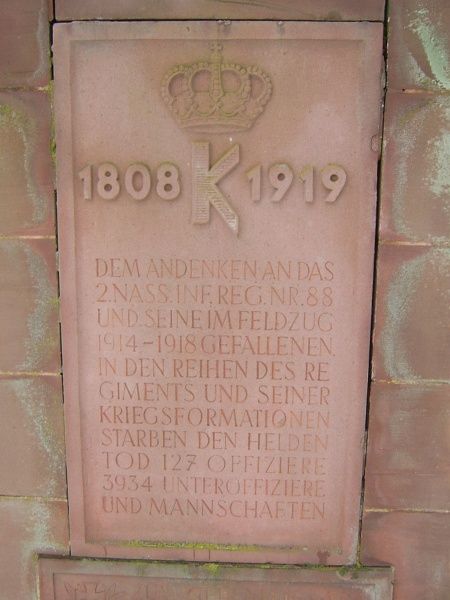 1808 K 1919
DEM ANDENKEN AN DAS
2. NASS. INF. REG. NR. 88
UND SEINE IM FELDZUG
1914-1918 GEFALLENEN.
IN DEN REIHEN DES RE
GIMENTS UND SEINER
KRIEGSFORMATIONEN
STARBEN DEN HELDEN
TOD 127 OFFIZIERE
3934 UNTEROFFIZIERE
UND MANNSCHAFTEN